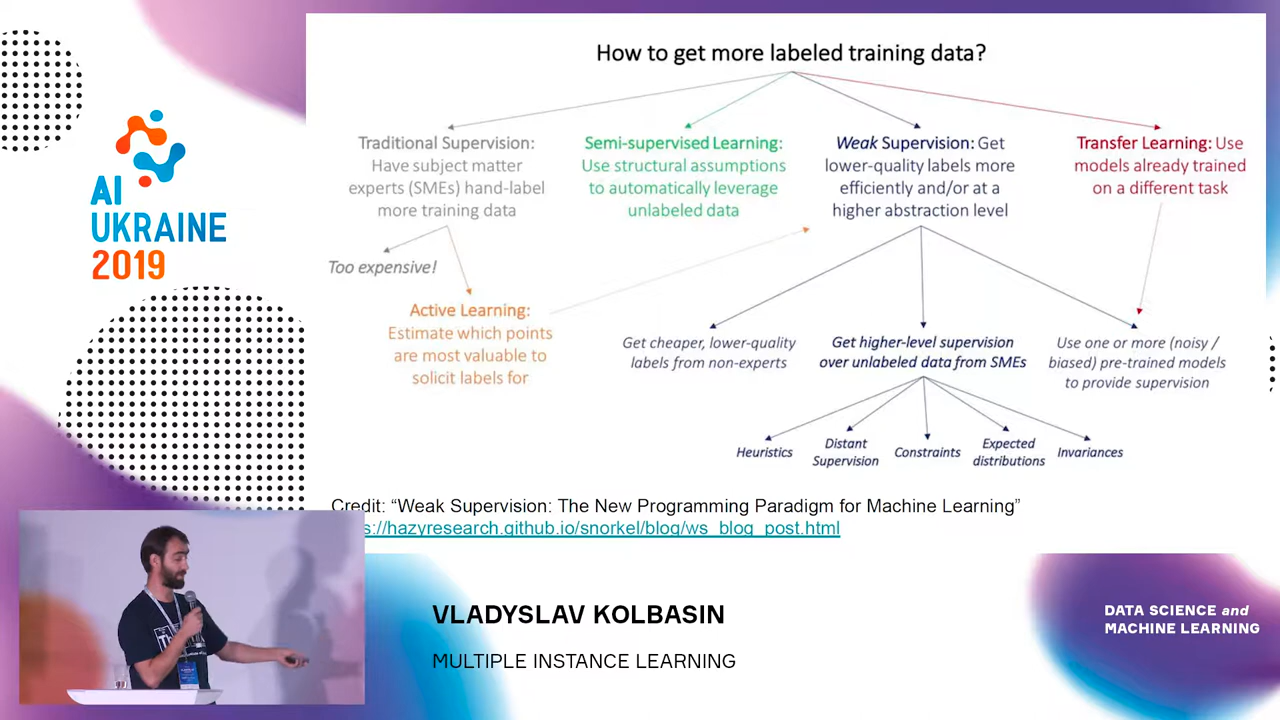 How to get more labeled training data?
Traditional Supervision:
Have subject matter
experts (SMEs) hand-label
more training data
Semi-supervised Learning:
Use structural assumptions
to automatically leverage
unlabeled data
Weak Supervision: Get
lower-quality labels more
efficiently and/or at a
higher abstraction level
Transfer Learning: Use
models already trained
on a different task
Too expensive!
Active Learning:
Estimate which points
are most valuable to
solicit labels for
Get cheaper, lower-quality
labels from non-experts
Get higher-level supervision
over unlabeled data from SMEs
Use one or more (noisy /
biased) pre-trained models
to provide supervision
Heuristics
Distant
Supervision
Constraints
Expected
distributions
Invariances
Credit: “Weak Supervision: The New Programming Paradigm for Machine Learning”
s://hazyresearch.github.io/snorkel/blog/ws_blog_post.html
AI
UKRAINE
2019
VLADYSLAV KOLBASIN
MULTIPLE INSTANCE LEARNING
DATA SCIENCE and
MACHINE LEARNING